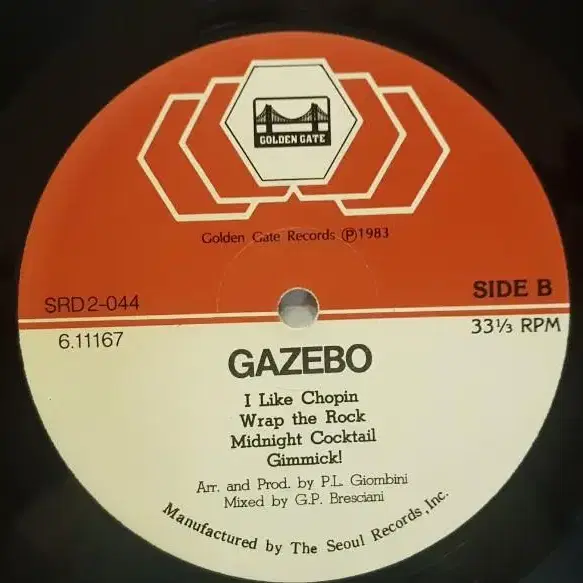 GOLDEN GATE
Golden Gate Records ℗1983
SRD2-044
SIDE B
6.11167
33⅓ RPM
GAZEBO
I Like Chopin
Wrap the Rock
Midnight Cocktail
Gimmick!
Arr. and Prod. by P.L. Giombini
Mixed by G.P. Bresciani
Manufactured by The Seoul Records, Inc.